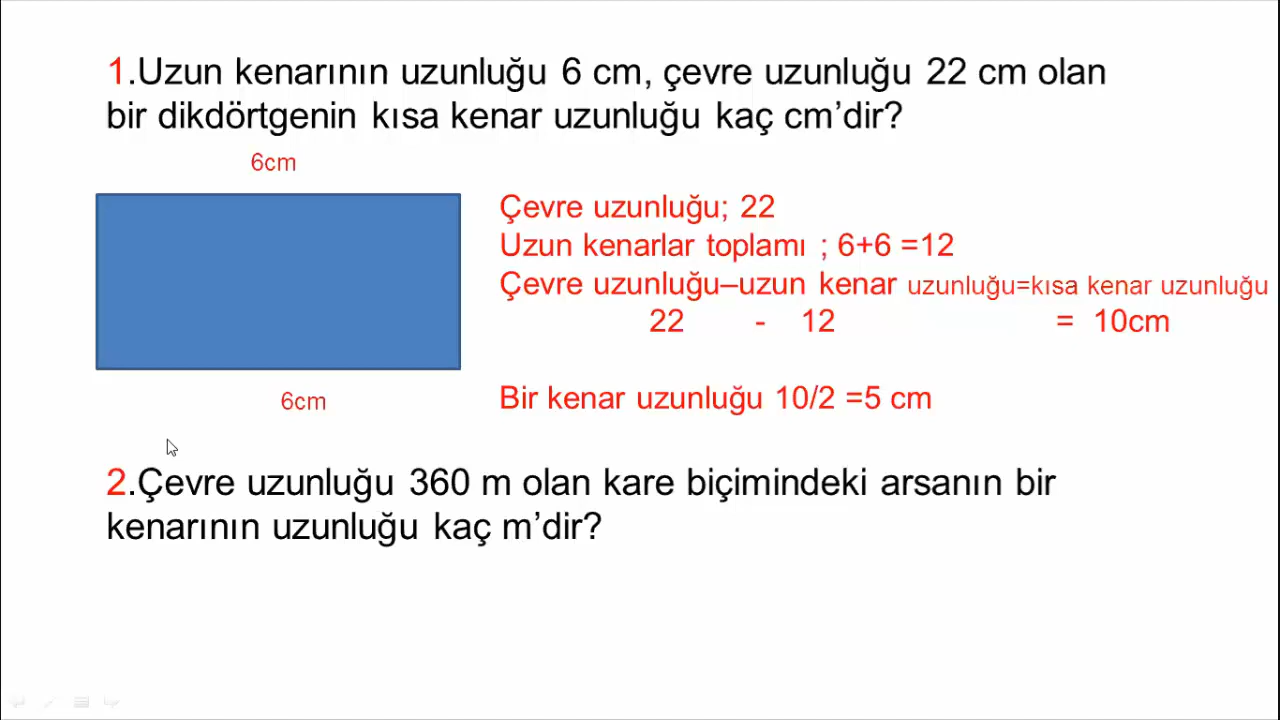 1.Uzun kenarının uzunluğu 6 cm, çevre uzunluğu 22 cm olan
bir dikdörtgenin kısa kenar uzunluğu kaç cm’dir?
6cm
Çevre uzunluğu; 22
Uzun kenarlar toplamı ; 6+6 =12
Çevre uzunluğu–uzun kenar uzunluğu=kısa kenar uzunluğu
22 - 12 = 10cm
Bir kenar uzunluğu 10/2 =5 cm
6cm
2.Çevre uzunluğu 360 m olan kare biçimindeki arsanın bir
kenarının uzunluğu kaç m’dir?